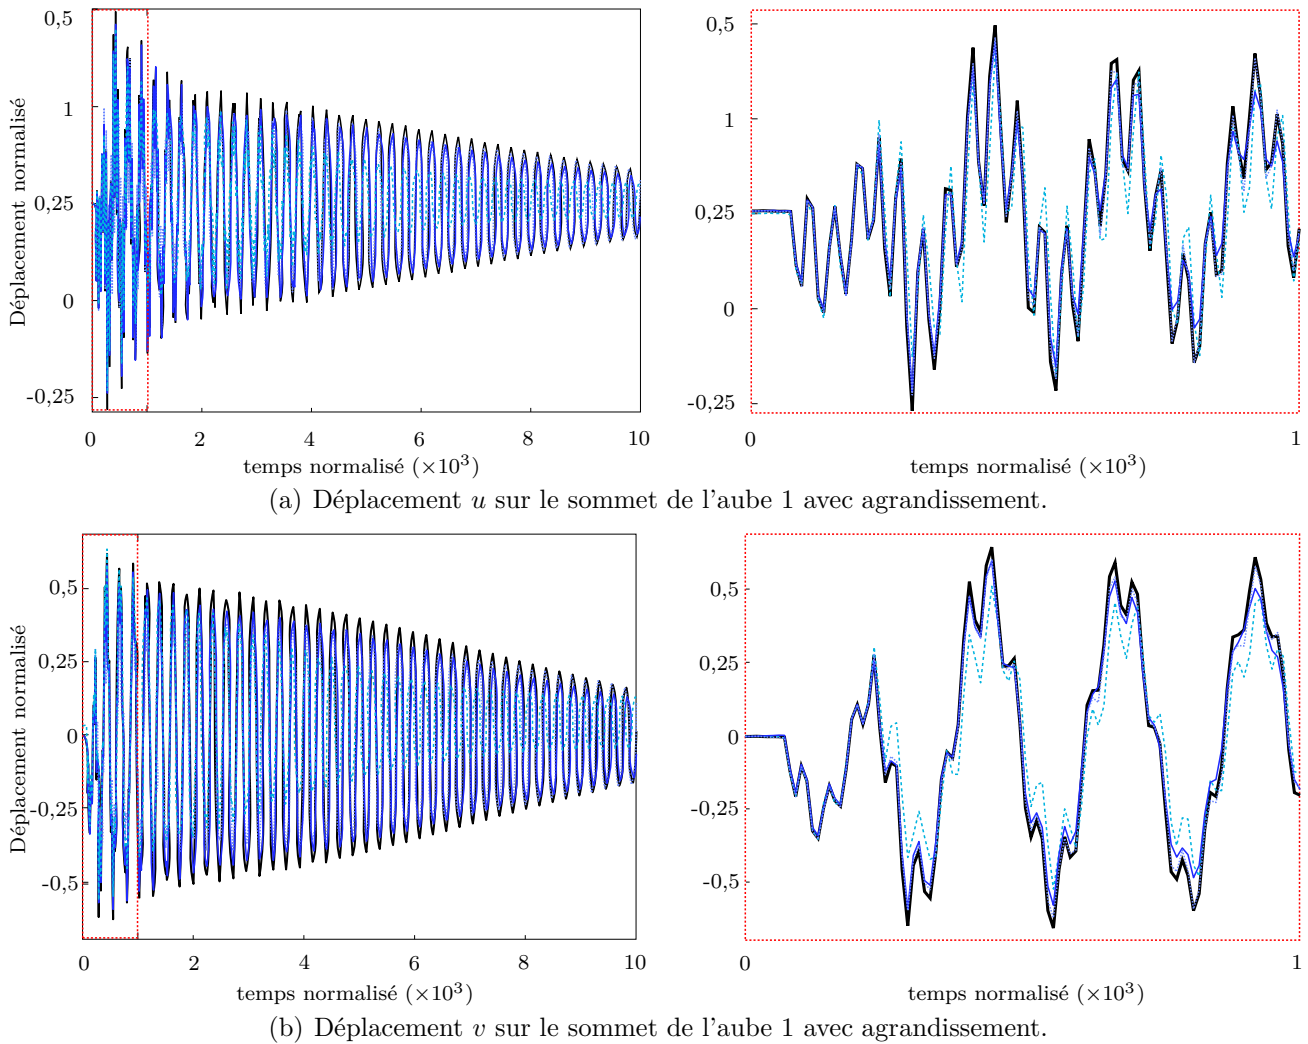 Déplacement normalisé
0,5
1
0,25
0
-0,25
0 2 4 6 8 10
temps normalisé (×10³)
0,5
1
0,25
0
-0,25
0 1
temps normalisé (×10³)
(a) Déplacement u sur le sommet de l'aube 1 avec agrandissement.
Déplacement normalisé
0,5
0,25
0
-0,25
-0,5
0 2 4 6 8 10
temps normalisé (×10³)
0,5
0,25
0
-0,25
-0,5
0 1
temps normalisé (×10³)
(b) Déplacement v sur le sommet de l'aube 1 avec agrandissement.